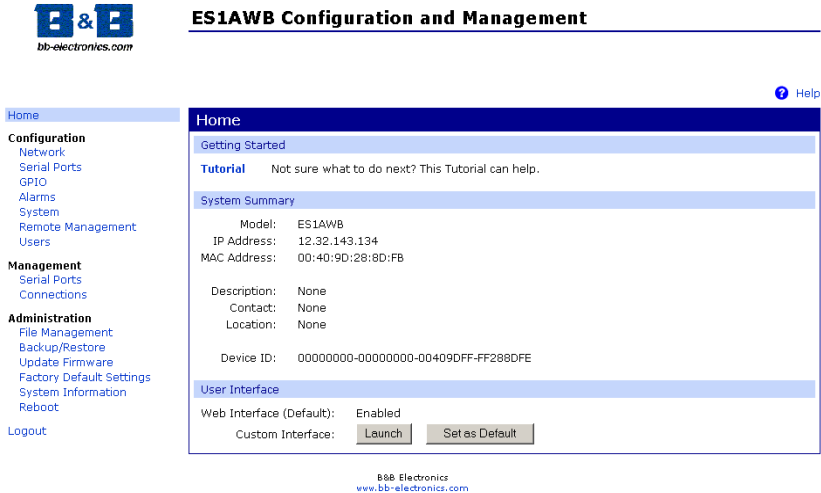 B&B
bb-electronics.com
ES1AWB Configuration and Management
? Help
Home
Configuration
Network
Serial Ports
GPIO
Alarms
System
Remote Management
Users
Management
Serial Ports
Connections
Administration
File Management
Backup/Restore
Update Firmware
Factory Default Settings
System Information
Reboot
Logout
Home
Getting Started
Tutorial Not sure what to do next? This Tutorial can help.
System Summary
Model: ES1AWB
IP Address: 12.32.143.134
MAC Address: 00:40:9D:28:8D:FB
Description: None
Contact: None
Location: None
Device ID: 00000000-00000000-00409DFF-FF288DFE
User Interface
Web Interface (Default): Enabled
Custom Interface: Launch Set as Default
B&B Electronics
www.bb-electronics.com